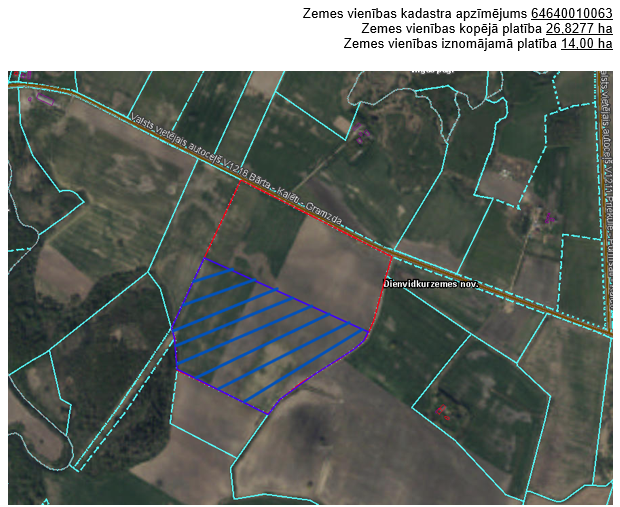 Zemes vienības kadastra apzīmējums 64640010063
Zemes vienības kopējā platība 26,8277 ha
Zemes vienības iznomājamā platība 14,00 ha
Valsts vietējais autoceļš V1218 Bārta - Kalēti - Gramzda
Dienvidkurzemes nov.